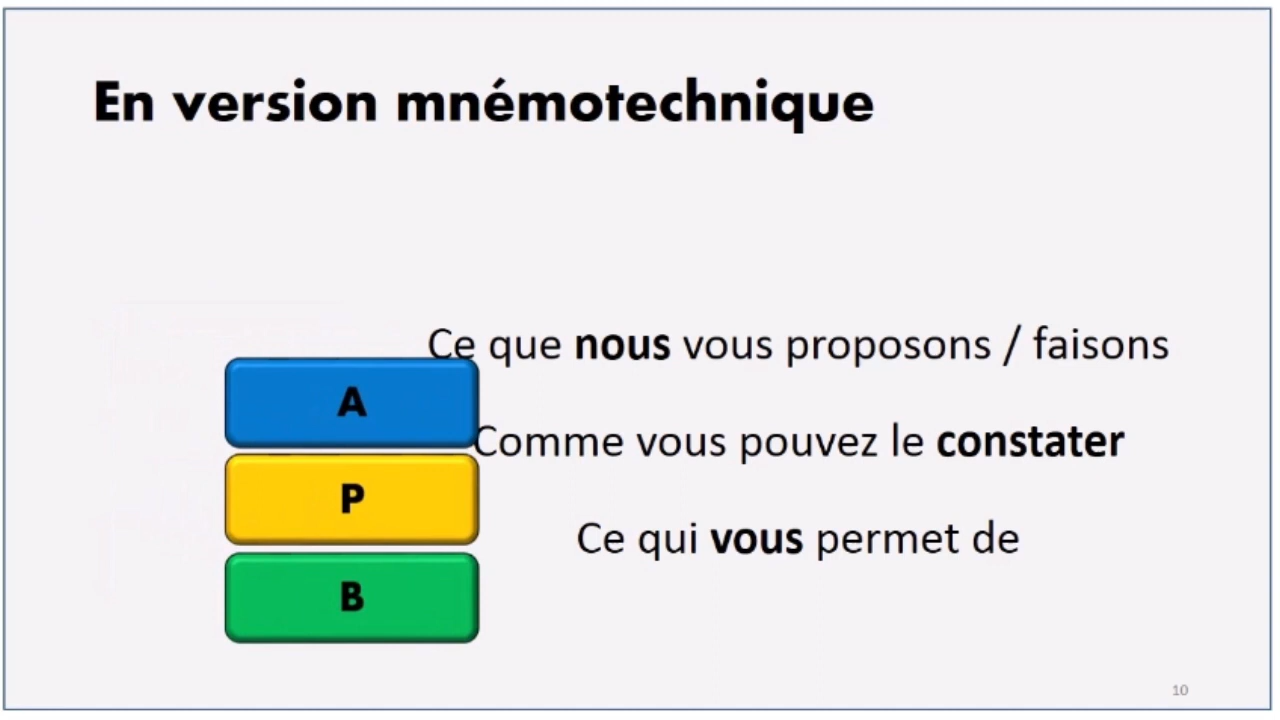 En version mnémotechnique
Ce que nous vous proposons / faisons
A
Comme vous pouvez le constater
P
Ce qui vous permet de
B
10